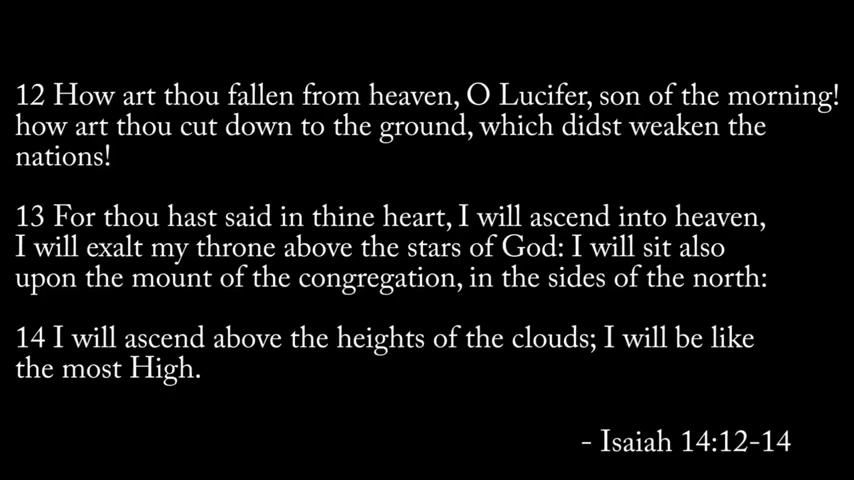 12 How art thou fallen from heaven, O Lucifer, son of the morning!
how art thou cut down to the ground, which didst weaken the
nations!
13 For thou hast said in thine heart, I will ascend into heaven,
I will exalt my throne above the stars of God: I will sit also
upon the mount of the congregation, in the sides of the north:
14 I will ascend above the heights of the clouds; I will be like
the most High.
- Isaiah 14:12-14